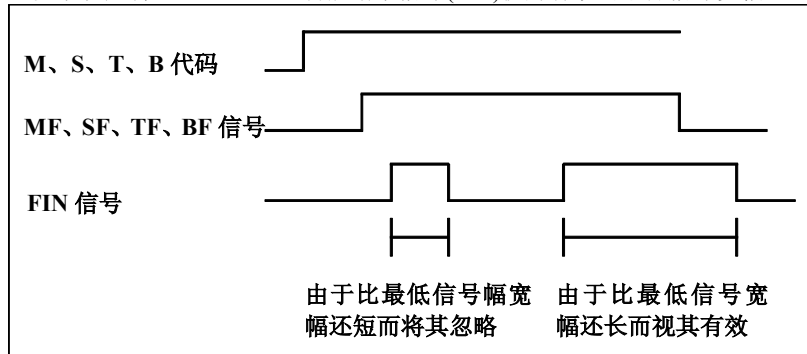 M、S、T、B 代码
MF、SF、TF、BF 信号
FIN 信号
由于比最低信号幅宽
幅还短而将其忽略
由于比最低信号宽
幅还长而视其有效